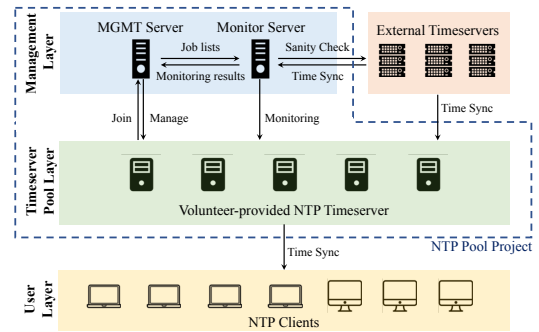 Management
Layer
MGMT Server
Monitor Server
External Timeservers
Job lists
Monitoring results
Sanity Check
Time Sync
Join
Manage
Monitoring
Time Sync
Timeserver
Pool Layer
Volunteer-provided NTP Timeserver
NTP Pool Project
Time Sync
User
Layer
NTP Clients